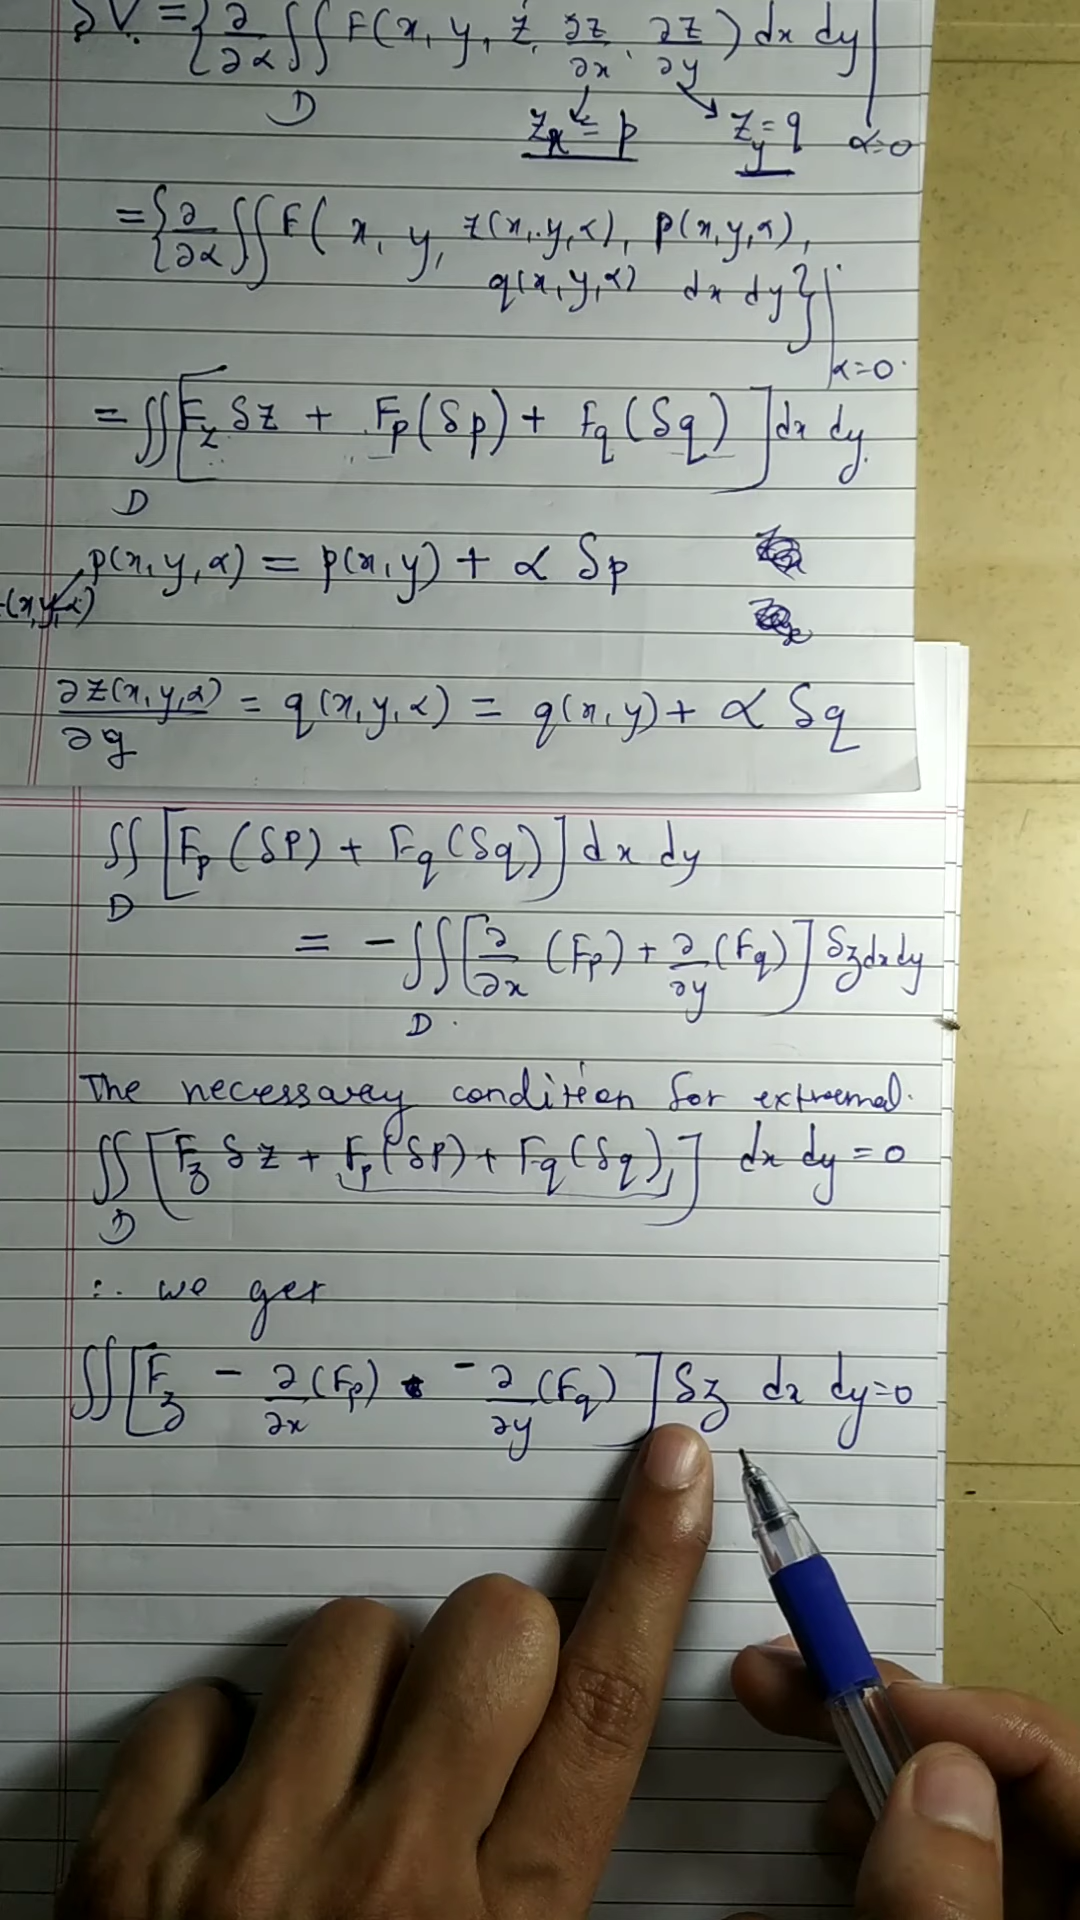 δV = { ∂/∂α ∬_D F(x, y, z, ∂z/∂x, ∂z/∂y) dx dy |
z_x = p z_y = q α=0
= { ∂/∂α ∬ F( x, y, z(x,y,α), p(x,y,α),
q(x,y,α) dx dy } | α=0
= ∬_D [F_z δz + F_p(δp) + F_q(δq)] dx dy.
p(x,y,α) = p(x,y) + α δp
(x,y,α)
∂z(x,y,α)/∂y = q(x,y,α) = q(x,y) + α δq
∬_D [F_p(δp) + F_q(δq)] dx dy
= - ∬_D [∂/∂x (F_p) + ∂/∂y (F_q)] δz dx dy
The necessary condition for extremal.
∬_D [F_z δz + F_p(δp) + F_q(δq)] dx dy = 0
∴ we get
∬ [F_z - ∂/∂x (F_p) - ∂/∂y (F_q)] δz dx dy = 0